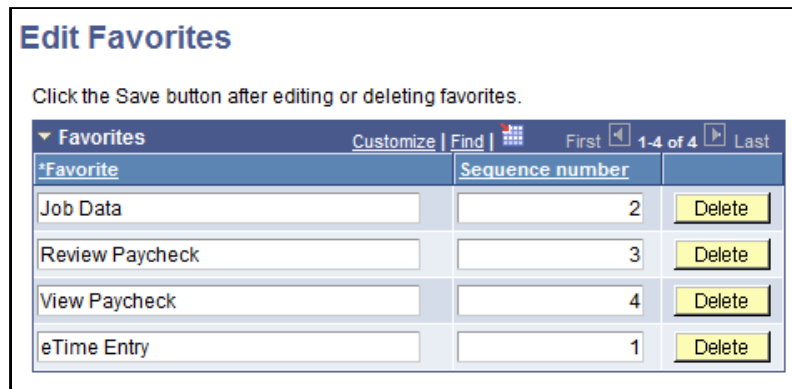 Edit Favorites
Click the Save button after editing or deleting favorites.
Favorites Customize | Find | First 1-4 of 4 Last
*Favorite Sequence number
Job Data 2 Delete
Review Paycheck 3 Delete
View Paycheck 4 Delete
eTime Entry 1 Delete